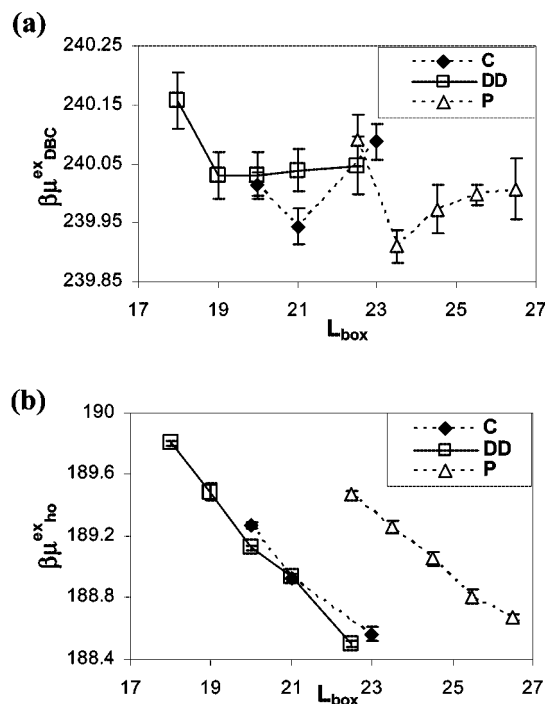 (a)
240.25
240.15
240.05
239.95
239.85
βμ^ex_DBC
C
DD
P
17 19 21 23 25 27
L_box
(b)
190
189.6
189.2
188.8
188.4
βμ^ex_ho
C
DD
P
17 19 21 23 25 27
L_box